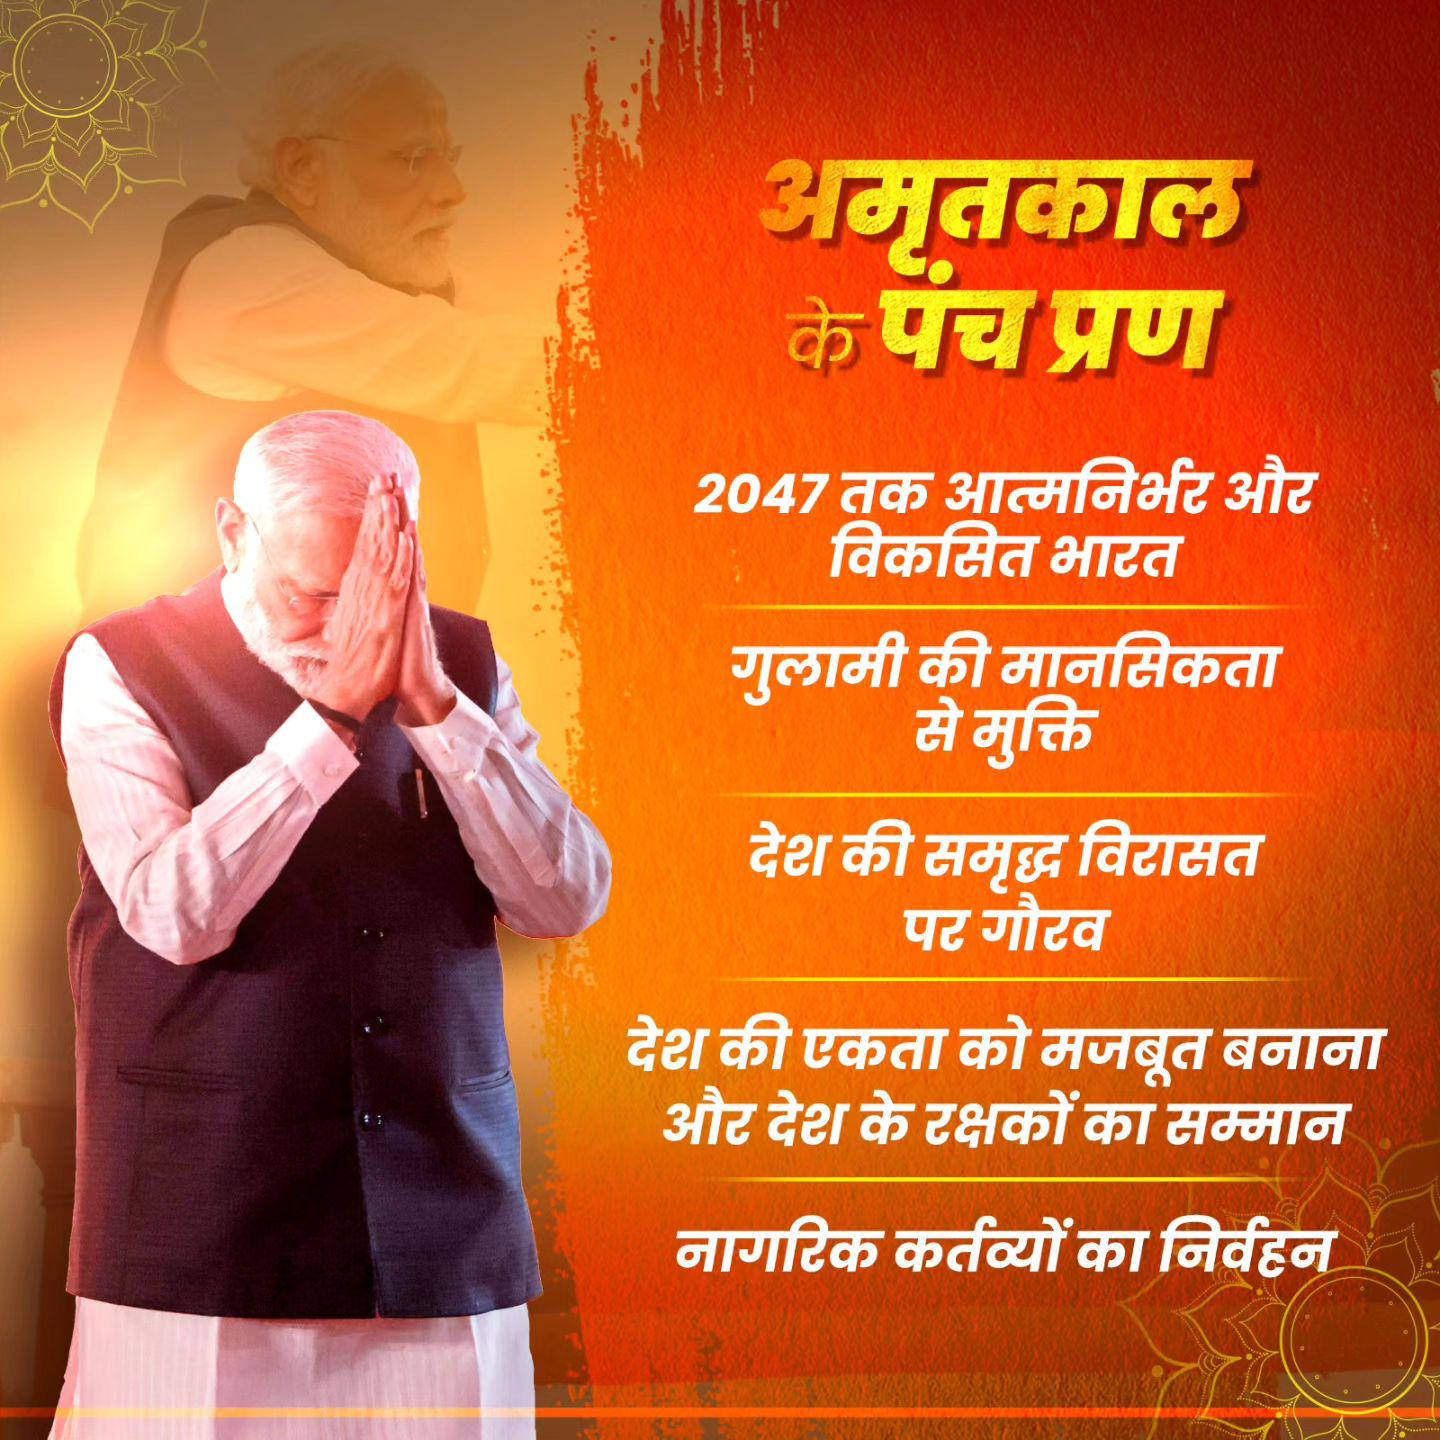 अमृतकाल
के पंच प्रण
2047 तक आत्मनिर्भर और
विकसित भारत
गुलामी की मानसिकता
से मुक्ति
देश की समृद्ध विरासत
पर गौरव
देश की एकता को मजबूत बनाना
और देश के रक्षकों का सम्मान
नागरिक कर्तव्यों का निर्वहन